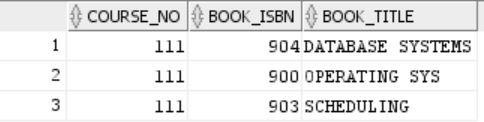 COURSE_NO BOOK_ISBN BOOK_TITLE
1 111 904 DATABASE SYSTEMS
2 111 900 OPERATING SYS
3 111 903 SCHEDULING